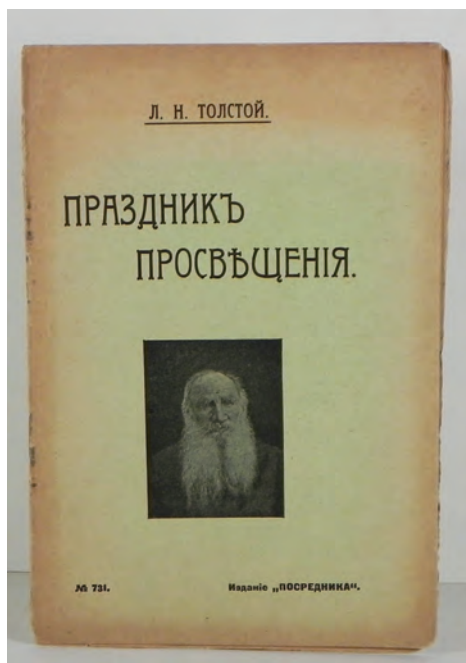 Л. Н. ТОЛСТОЙ.
ПРАЗДНИКЪ
ПРОСВѢЩЕНІЯ.
№ 731.
Изданіе „ПОСРЕДНИКА“.